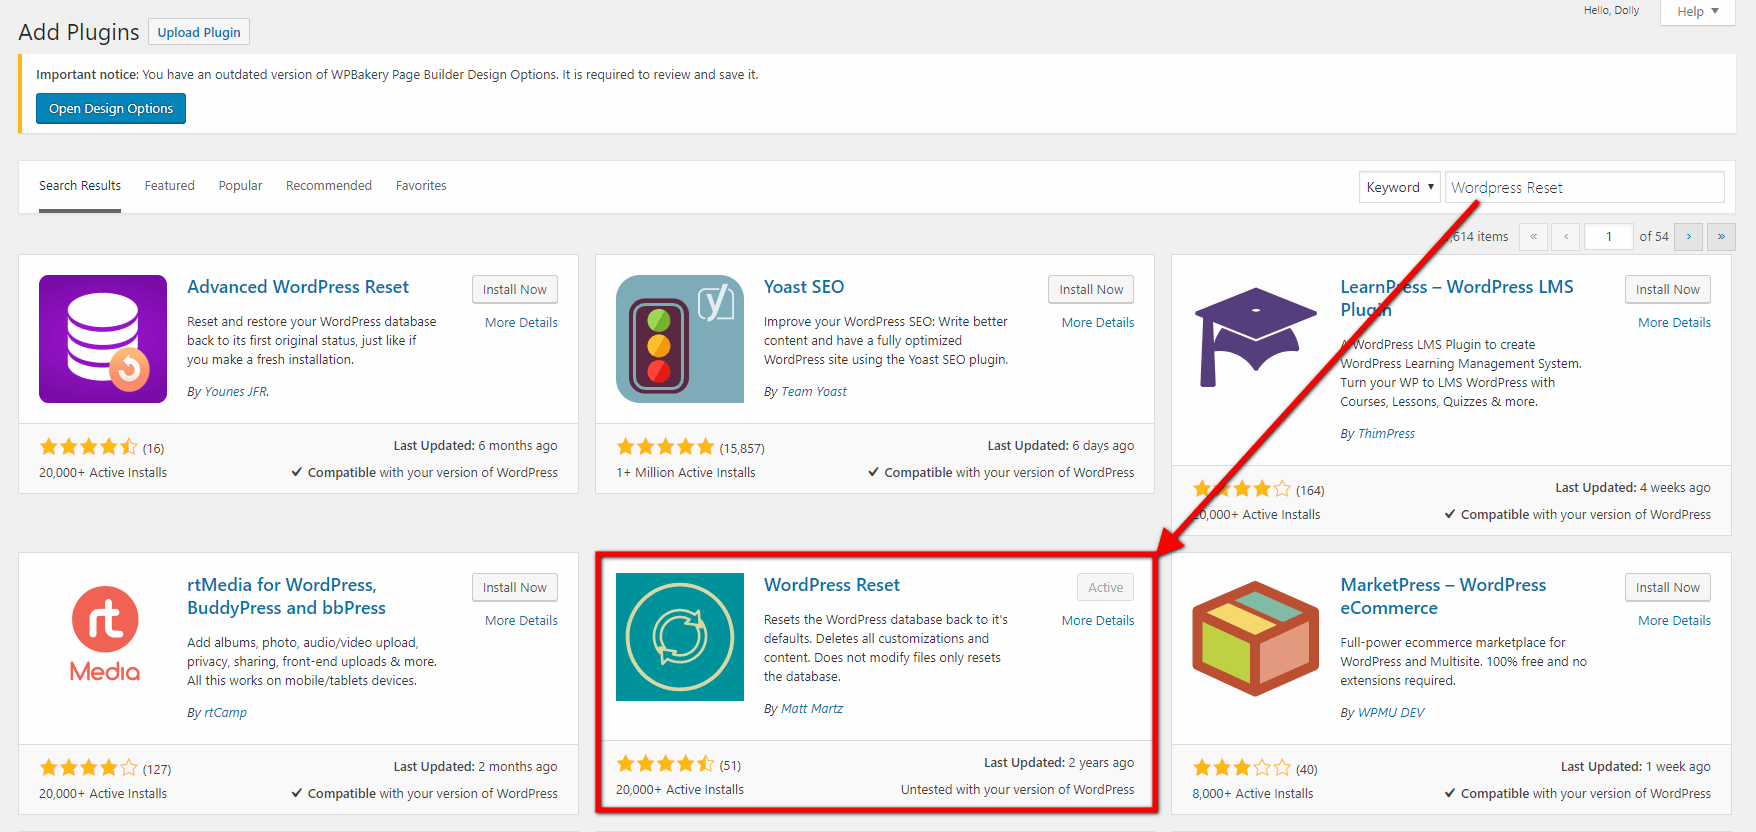 Hello, Dolly
Help ▼
Add Plugins
Upload Plugin
Important notice: You have an outdated version of WPBakery Page Builder Design Options. It is required to review and save it.
Open Design Options
Search Results
Featured
Popular
Recommended
Favorites
Keyword ▼
Wordpress Reset
,614 items
«
‹
1
of 54
›
»
Advanced WordPress Reset
Install Now
More Details
Reset and restore your WordPress database
back to its first original status, just like if
you make a fresh installation.
By Younes JFR.
(16)
Last Updated: 6 months ago
20,000+ Active Installs
✔ Compatible with your version of WordPress
Yoast SEO
Install Now
More Details
Improve your WordPress SEO: Write better
content and have a fully optimized
WordPress site using the Yoast SEO plugin.
By Team Yoast
y
(15,857)
Last Updated: 6 days ago
1+ Million Active Installs
✔ Compatible with your version of WordPress
LearnPress – WordPress LMS
Plugin
Install Now
More Details
A WordPress LMS Plugin to create
WordPress Learning Management System.
Turn your WP to LMS WordPress with
Courses, Lessons, Quizzes & more.
By ThimPress
(164)
Last Updated: 4 weeks ago
20,000+ Active Installs
✔ Compatible with your version of WordPress
rt
Media
rtMedia for WordPress,
BuddyPress and bbPress
Install Now
More Details
Add albums, photo, audio/video upload,
privacy, sharing, front-end uploads & more.
All this works on mobile/tablets devices.
By rtCamp
(127)
Last Updated: 2 months ago
20,000+ Active Installs
✔ Compatible with your version of WordPress
WordPress Reset
Active
More Details
Resets the WordPress database back to it's
defaults. Deletes all customizations and
content. Does not modify files only resets
the database.
By Matt Martz
(51)
Last Updated: 2 years ago
20,000+ Active Installs
Untested with your version of WordPress
MarketPress – WordPress
eCommerce
Install Now
More Details
Full-power ecommerce marketplace for
WordPress and Multisite. 100% free and no
extensions required.
By WPMU DEV
(40)
Last Updated: 1 week ago
8,000+ Active Installs
✔ Compatible with your version of WordPress